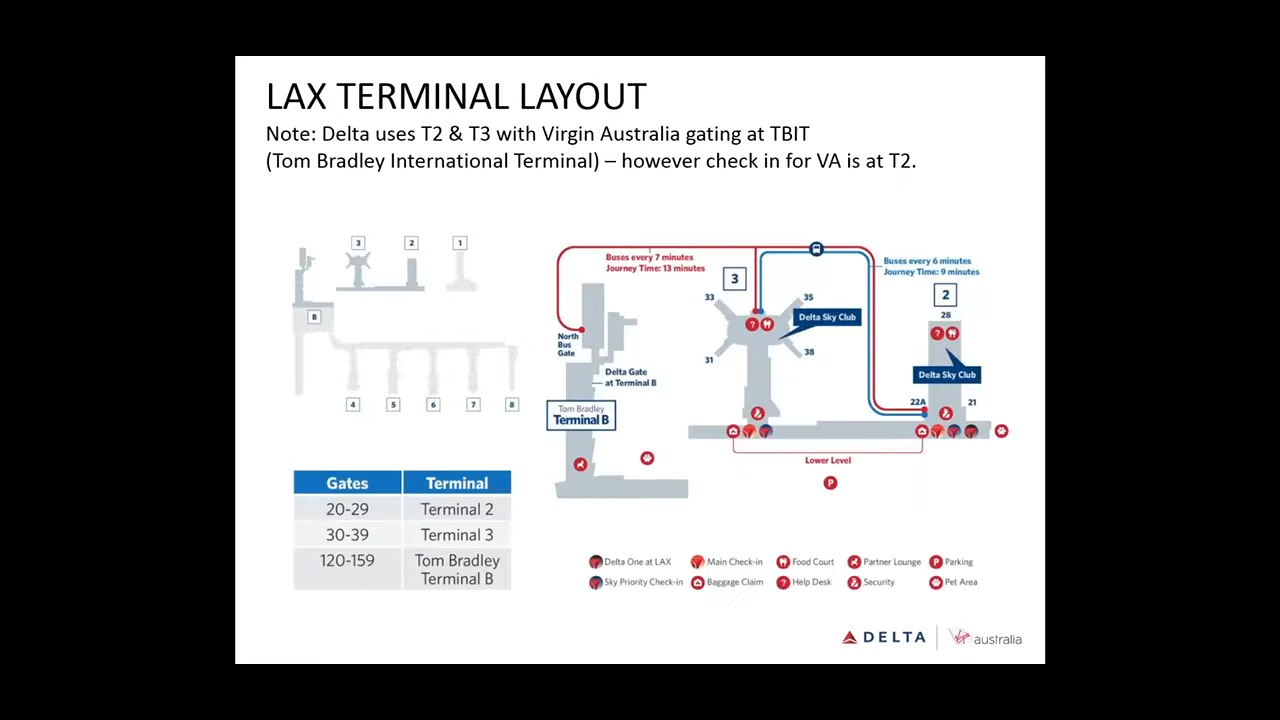 LAX TERMINAL LAYOUT
Note: Delta uses T2 & T3 with Virgin Australia gating at TBIT
(Tom Bradley International Terminal) – however check in for VA is at T2.
3
2
1
B
4
5
6
7
8
Buses every 7 minutes
Journey Time: 13 minutes
Buses every 6 minutes
Journey Time: 9 minutes
3
2
33
35
28
Delta Sky Club
North
Bus
Gate
31
38
Delta Gate
at Terminal B
Delta Sky Club
Tom Bradley
Terminal B
22A
21
Lower Level
P
Gates
Terminal
20-29
Terminal 2
30-39
Terminal 3
120-159
Tom Bradley
Terminal B
Delta One at LAX
Main Check-in
Food Court
Partner Lounge
P
Parking
Sky Priority Check-in
Baggage Claim
?
Help Desk
Security
Pet Area
DELTA
Virgin australia